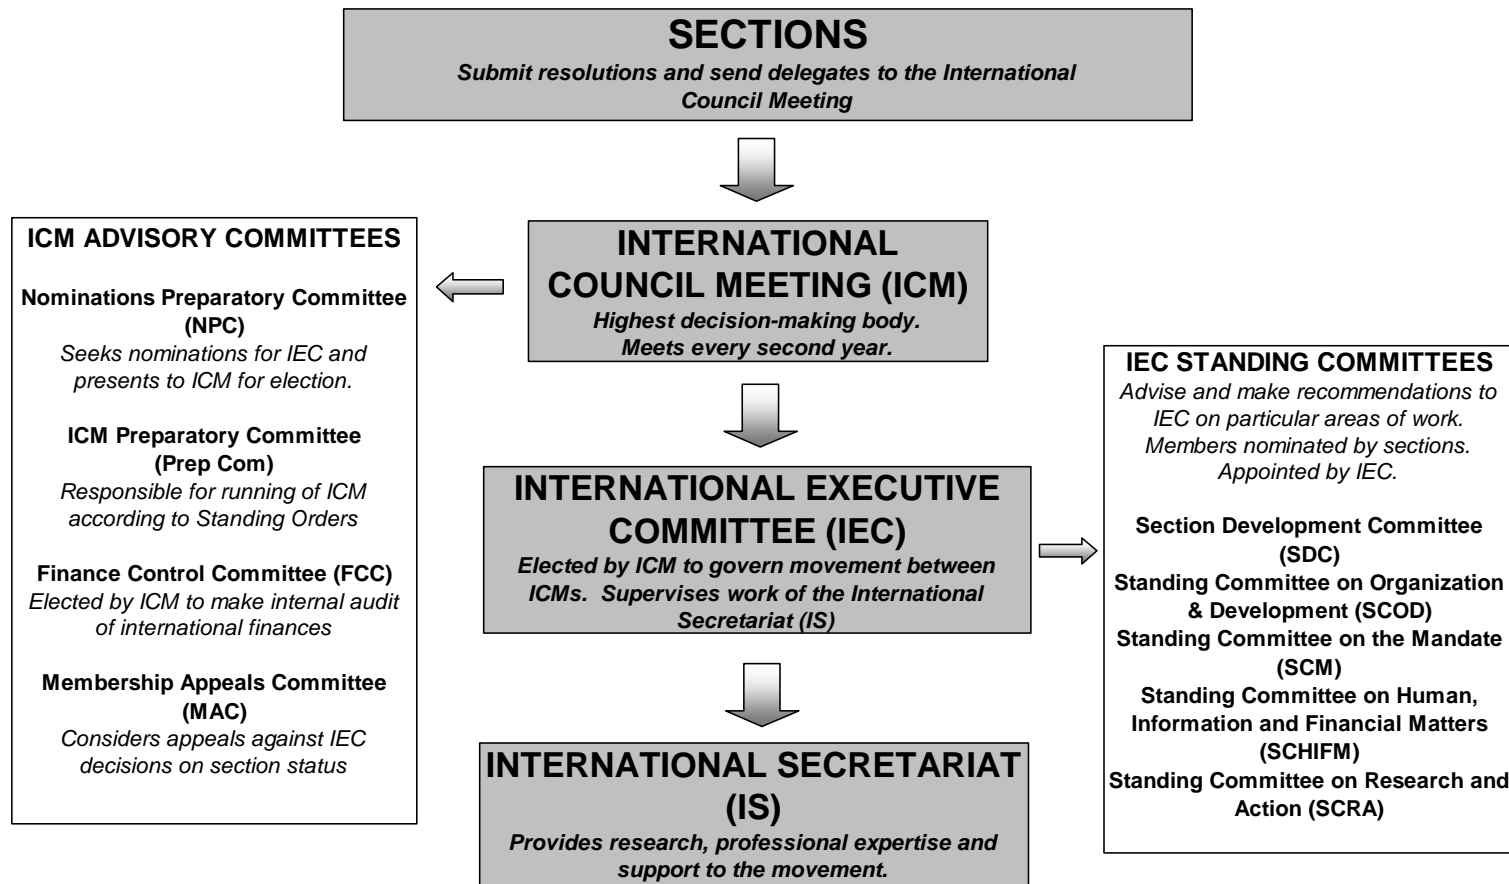 SECTIONS
Submit resolutions and send delegates to the International
Council Meeting
INTERNATIONAL
COUNCIL MEETING (ICM)
Highest decision-making body.
Meets every second year.
ICM ADVISORY COMMITTEES
Nominations Preparatory Committee
(NPC)
Seeks nominations for IEC and
presents to ICM for election.
ICM Preparatory Committee
(Prep Com)
Responsible for running of ICM
according to Standing Orders
Finance Control Committee (FCC)
Elected by ICM to make internal audit
of international finances
Membership Appeals Committee
(MAC)
Considers appeals against IEC
decisions on section status
INTERNATIONAL EXECUTIVE
COMMITTEE (IEC)
Elected by ICM to govern movement between
ICMs. Supervises work of the International
Secretariat (IS)
IEC STANDING COMMITTEES
Advise and make recommendations to
IEC on particular areas of work.
Members nominated by sections.
Appointed by IEC.
Section Development Committee
(SDC)
Standing Committee on Organization
& Development (SCOD)
Standing Committee on the Mandate
(SCM)
Standing Committee on Human,
Information and Financial Matters
(SCHIFM)
Standing Committee on Research and
Action (SCRA)
INTERNATIONAL SECRETARIAT
(IS)
Provides research, professional expertise and
support to the movement.